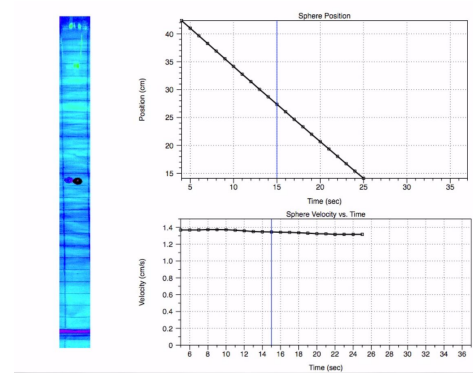 Sphere Position
40
35
30
25
20
15
Position (cm)
5 10 15 20 25 30 35
Time (sec)
Sphere Velocity vs. Time
1.4
1.2
1.0
0.8
0.6
0.4
0.2
0
Velocity (cm/s)
6 8 10 12 14 16 18 20 22 24 26 28 30 32 34 36
Time (sec)